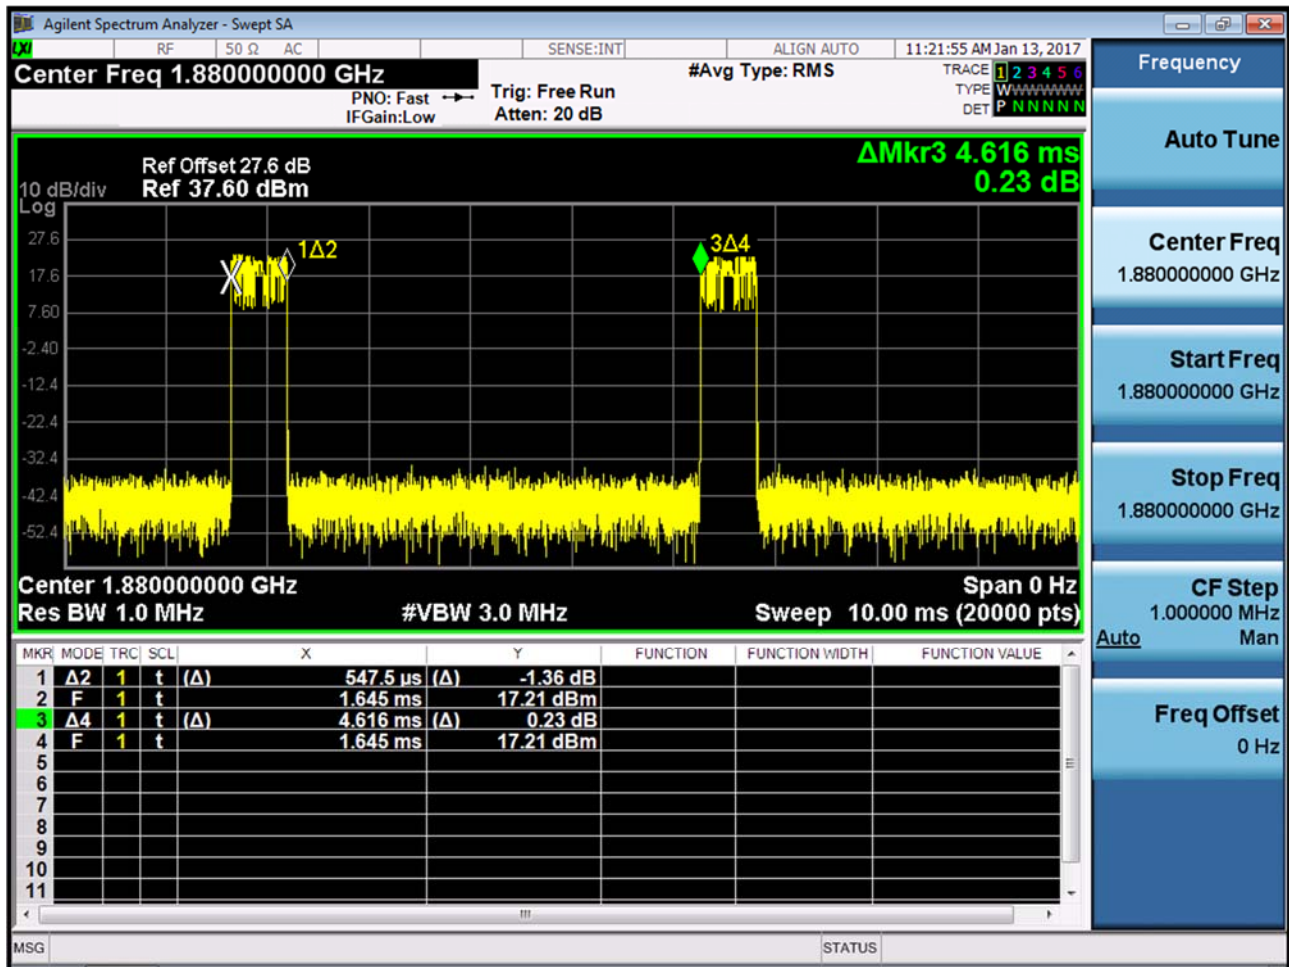 Agilent Spectrum Analyzer - Swept SA
LXI RF 50 Ω AC SENSE:INT ALIGN AUTO 11:21:55 AM Jan 13, 2017
Center Freq 1.880000000 GHz
PNO: Fast
IFGain:Low
Trig: Free Run
Atten: 20 dB
#Avg Type: RMS
TRACE 1 2 3 4 5 6
TYPE WWWWWWW
DET P N N N N N
Ref Offset 27.6 dB
10 dB/div Ref 37.60 dBm
Log
ΔMkr3 4.616 ms
0.23 dB
27.6
17.6
7.60
-2.40
-12.4
-22.4
-32.4
-42.4
-52.4
X
1Δ2
3Δ4
Center 1.880000000 GHz Span 0 Hz
Res BW 1.0 MHz #VBW 3.0 MHz Sweep 10.00 ms (20000 pts)
MKR MODE TRC SCL X Y FUNCTION FUNCTION WIDTH FUNCTION VALUE
1 Δ2 1 t (Δ) 547.5 µs (Δ) -1.36 dB
2 F 1 t 1.645 ms 17.21 dBm
3 Δ4 1 t (Δ) 4.616 ms (Δ) 0.23 dB
4 F 1 t 1.645 ms 17.21 dBm
5
6
7
8
9
10
11
MSG STATUS
Frequency
Auto Tune
Center Freq
1.880000000 GHz
Start Freq
1.880000000 GHz
Stop Freq
1.880000000 GHz
CF Step
1.000000 MHz
Auto Man
Freq Offset
0 Hz